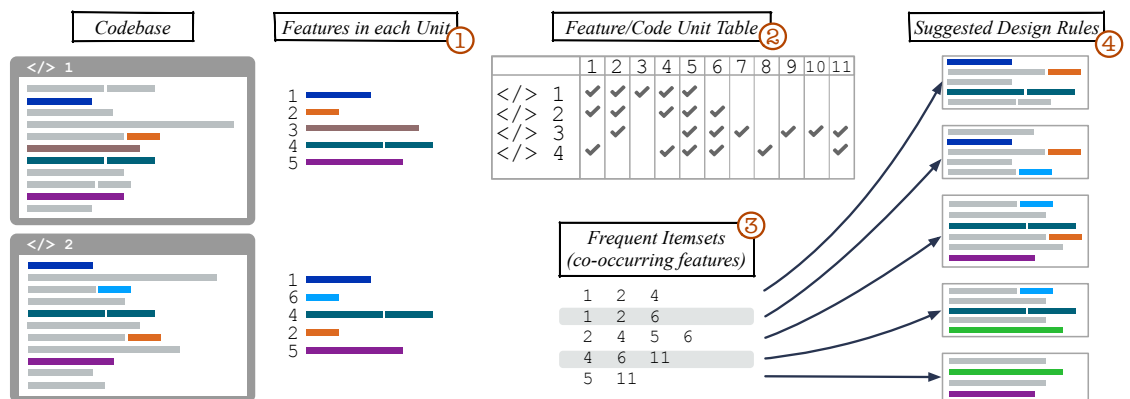 Codebase
Features in each Unit
1
Feature/Code Unit Table
2
Suggested Design Rules
4
</> 1
1
2
3
4
5
1 2 3 4 5 6 7 8 9 10 11
</> 1 ✓ ✓ ✓ ✓ ✓
</> 2 ✓ ✓ ✓ ✓ ✓
</> 3 ✓ ✓ ✓ ✓ ✓ ✓ ✓
</> 4 ✓ ✓ ✓ ✓ ✓ ✓
</> 2
1
6
4
2
5
3
Frequent Itemsets
(co-occurring features)
1 2 4
1 2 6
2 4 5 6
4 6 11
5 11